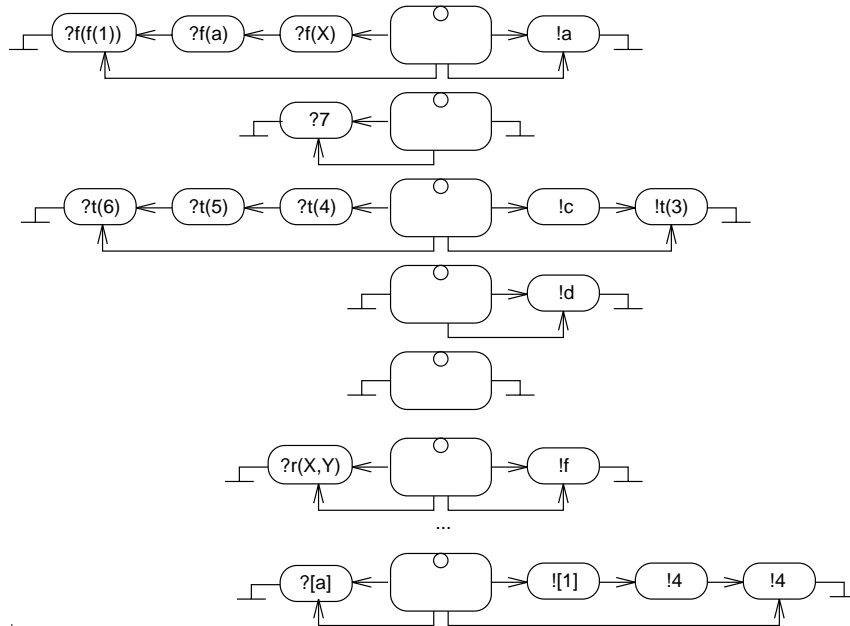 ?f(f(1)) ?f(a) ?f(X) !a
?7
?t(6) ?t(5) ?t(4) !c !t(3)
!d
?r(X,Y) !f
...
?[a] ![1] !4 !4